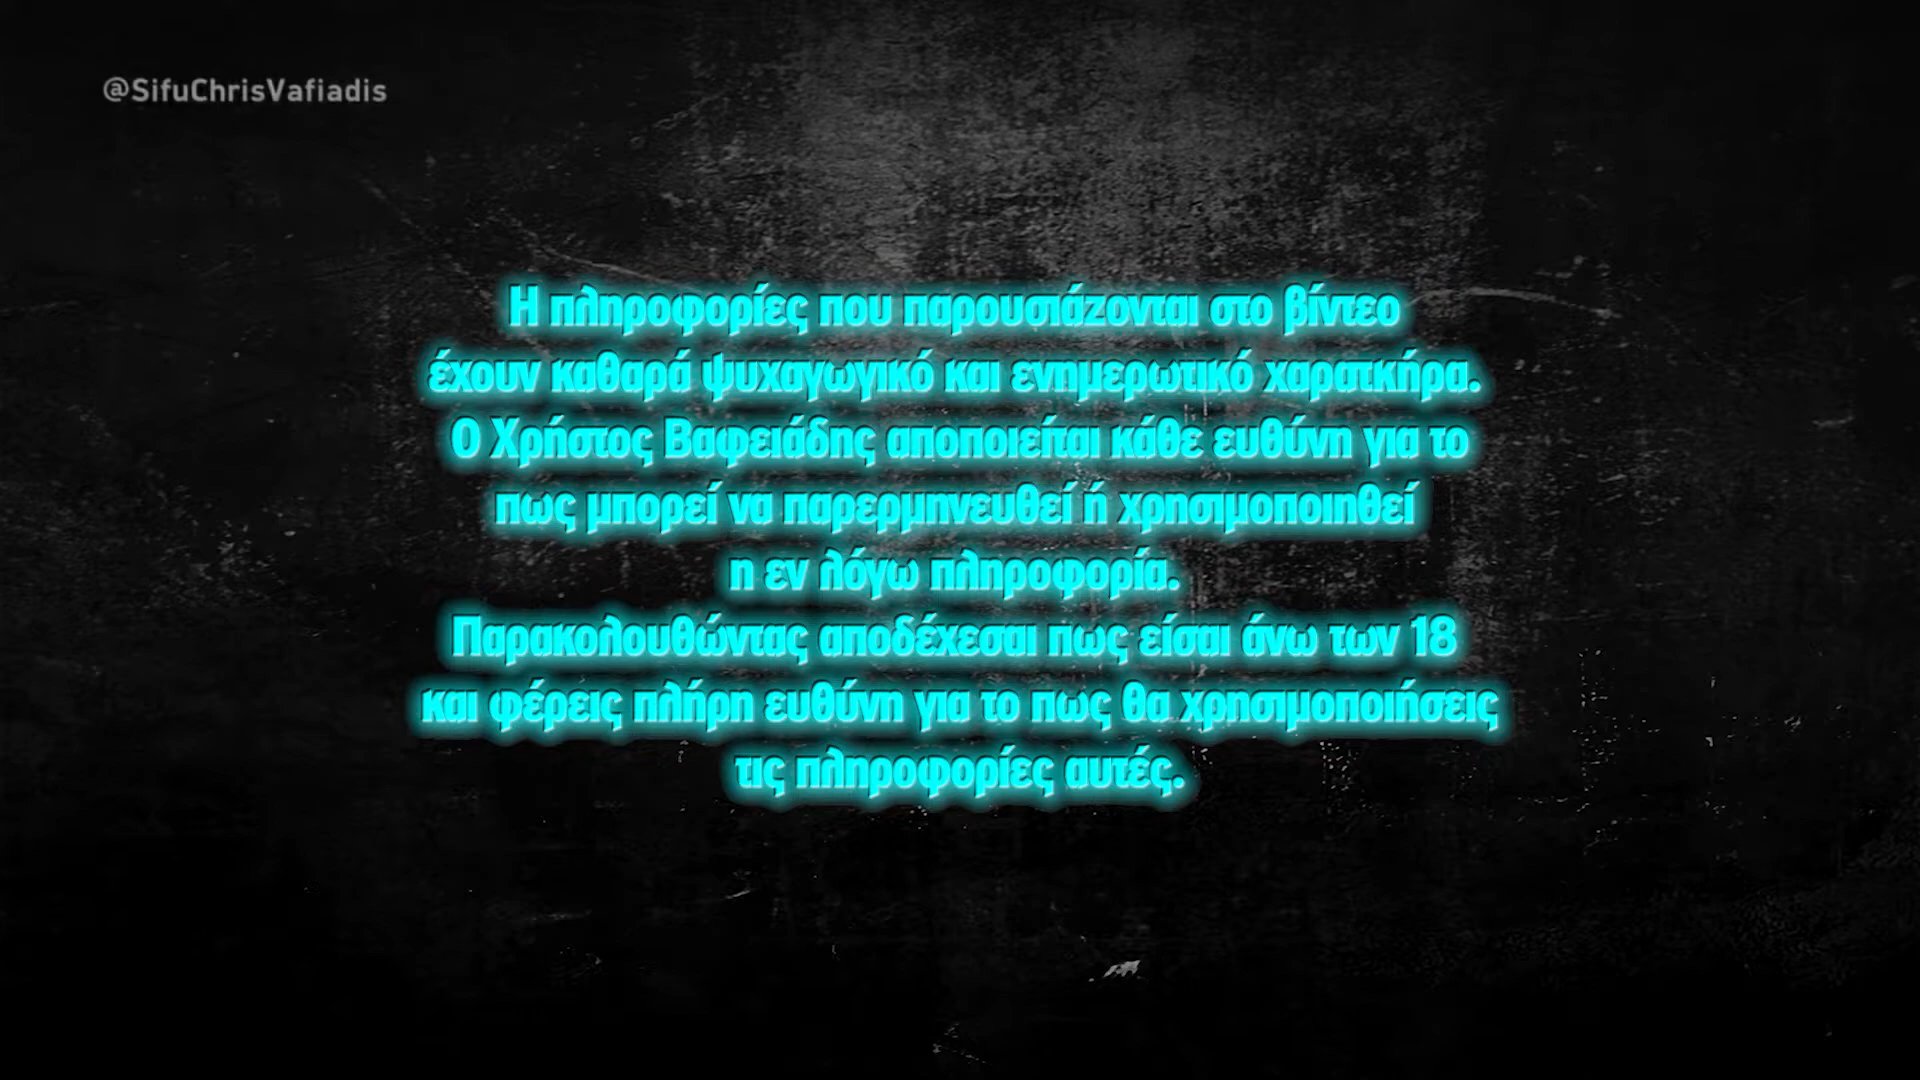 @SifuChrisVafiadis
Η πληροφορίες που παρουσιάζονται στο βίντεο
έχουν καθαρά ψυχαγωγικό και ενημερωτικό χαρατκήρα.
Ο Χρήστος Βαφειάδης αποποιείται κάθε ευθύνη για το
πως μπορεί να παρερμηνευθεί ή χρησιμοποιηθεί
η εν λόγω πληροφορία.
Παρακολουθώντας αποδέχεσαι πως είσαι άνω των 18
και φέρεις πλήρη ευθύνη για το πως θα χρησιμοποιήσεις
τις πληροφορίες αυτές.